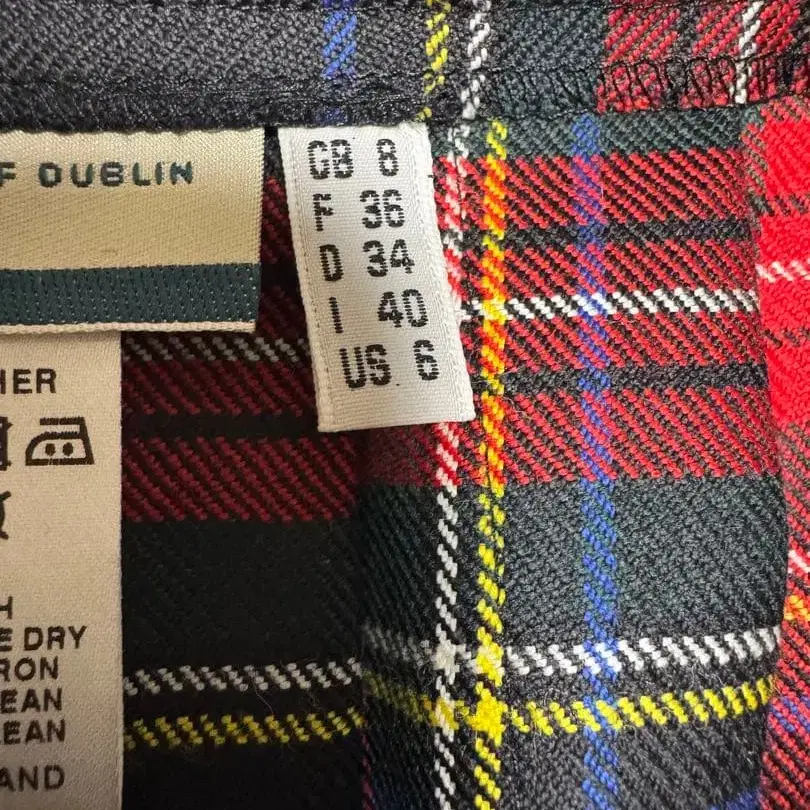 F DUBLIN
GB 8
F 36
D 34
I 40
US 6
HER
H
E DRY
RON
EAN
EAN
AND